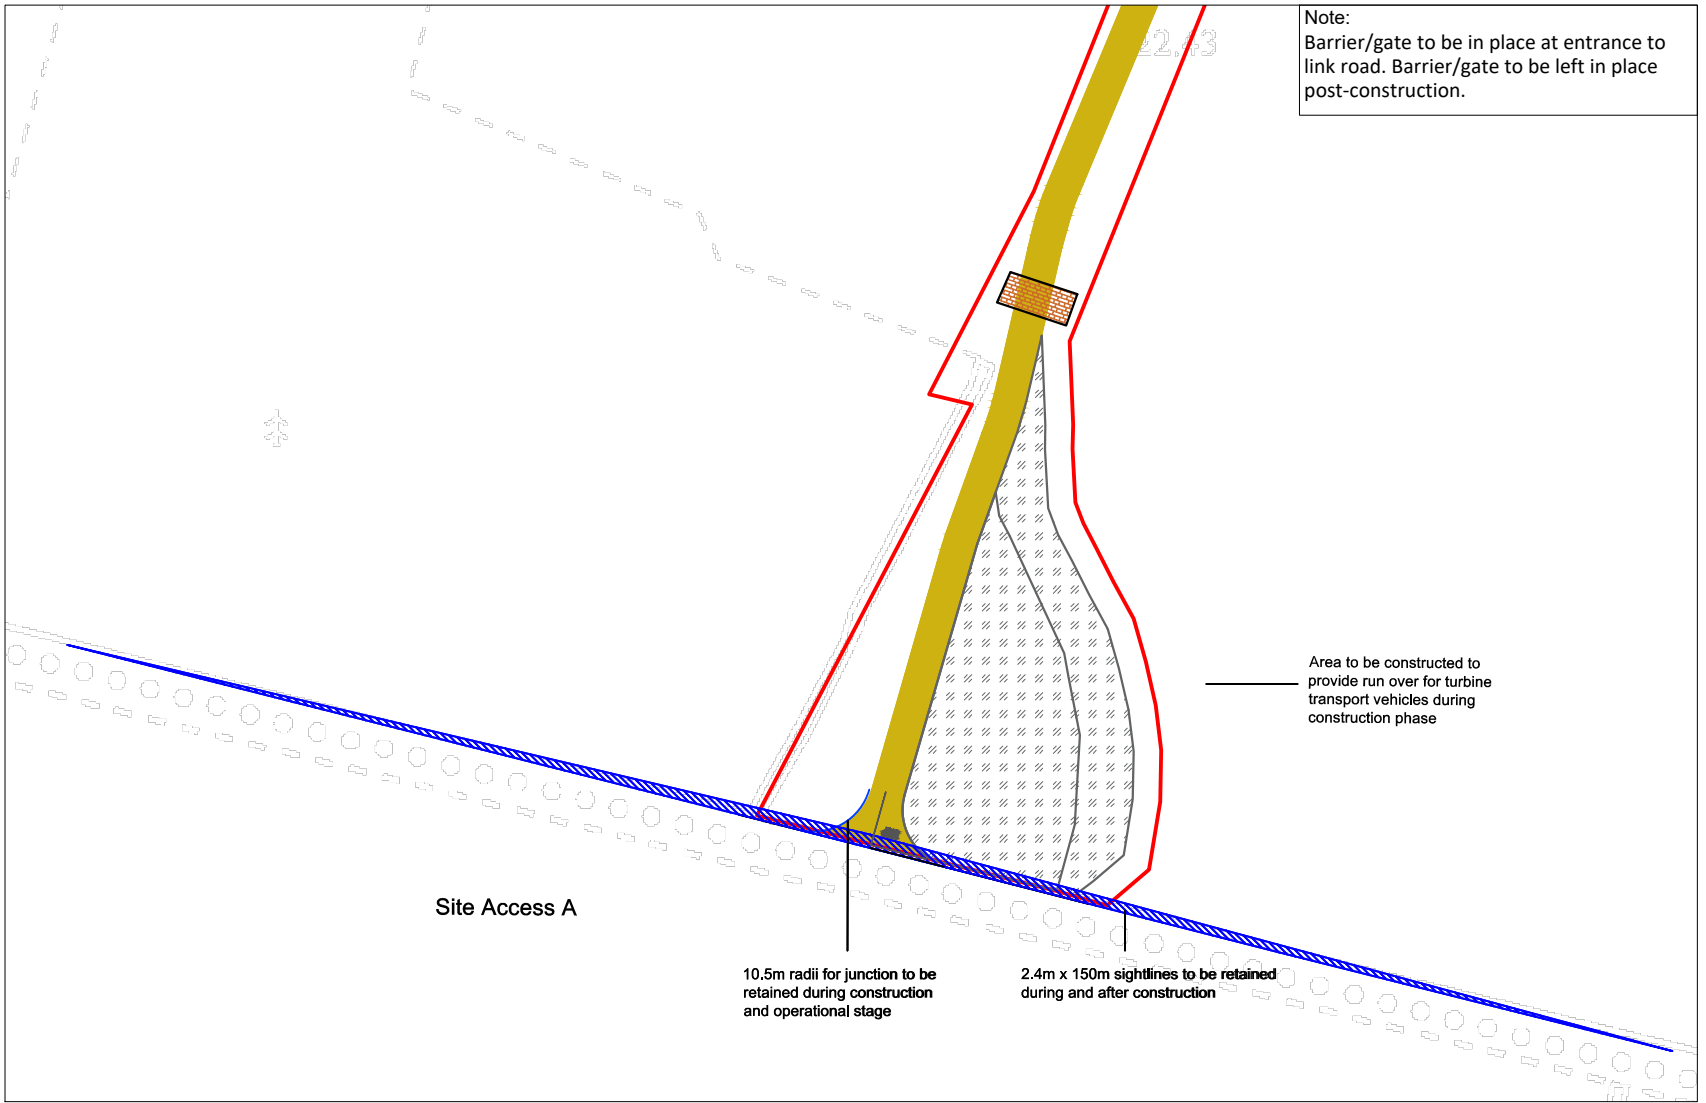 Note:
Barrier/gate to be in place at entrance to
link road. Barrier/gate to be left in place
post-construction.
22.43
Area to be constructed to
provide run over for turbine
transport vehicles during
construction phase
Site Access A
10.5m radii for junction to be
retained during construction
and operational stage
2.4m x 150m sightlines to be retained
during and after construction